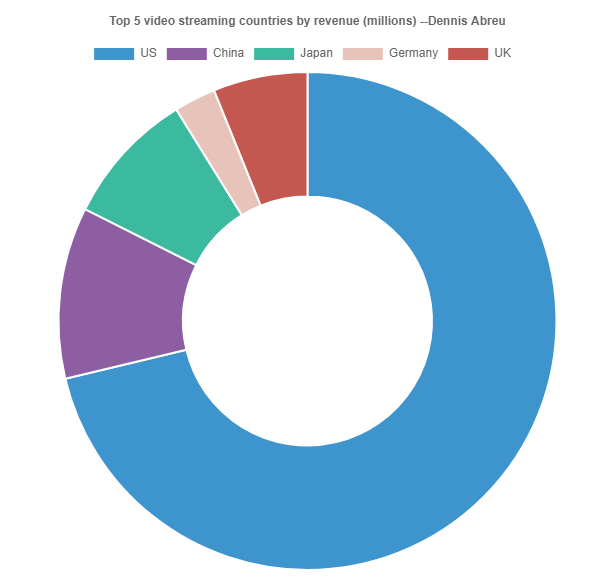 Top 5 video streaming countries by revenue (millions) --Dennis Abreu
US China Japan Germany UK